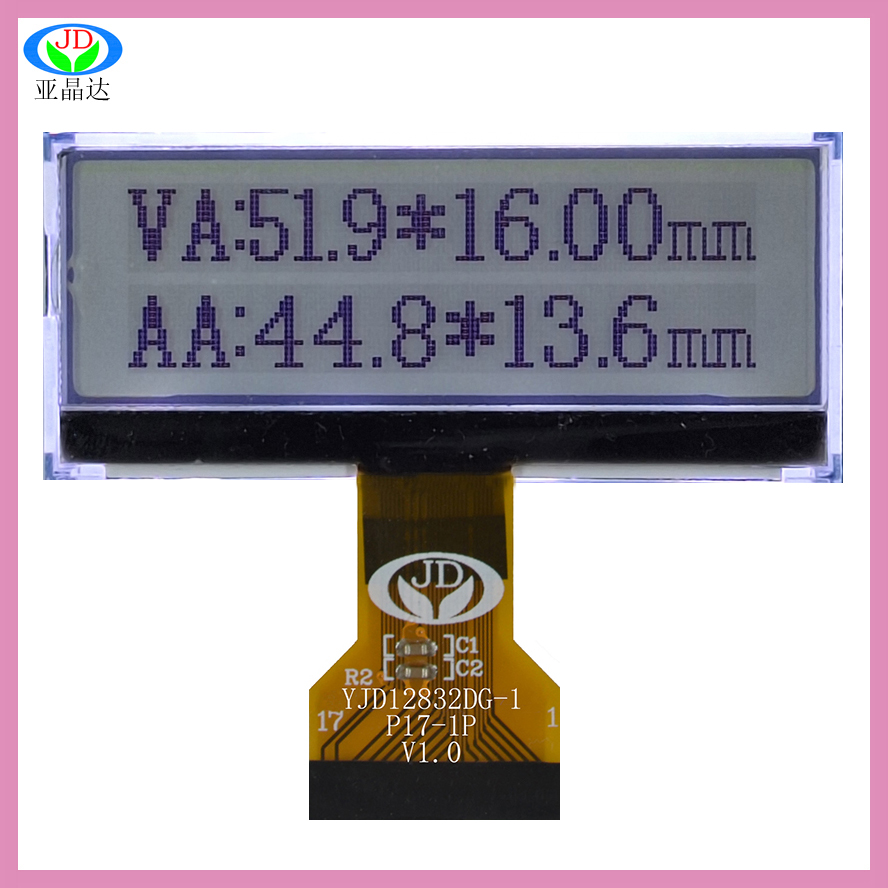 JD
亚晶达
VA:51.9*16.00mm
AA:44.8*13.6mm
JD
C1
C2
R2
YJD12832DG-1
17
1
P17-1P
V1.0